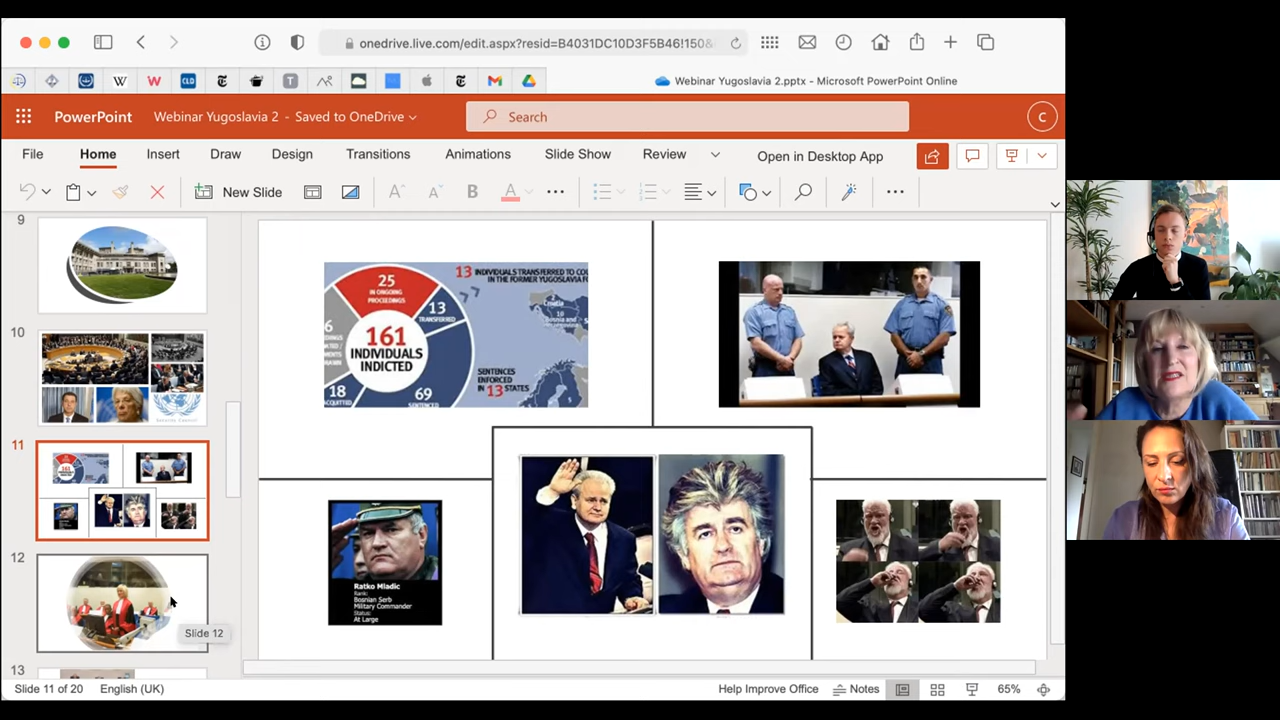 onedrive.live.com/edit.aspx?resid=B4031DC10D3F5B46!150&
W
W
CLD
T
Webinar Yugoslavia 2.pptx - Microsoft PowerPoint Online
PowerPoint
Webinar Yugoslavia 2 - Saved to OneDrive
Search
C
File
Home
Insert
Draw
Design
Transitions
Animations
Slide Show
Review
Open in Desktop App
New Slide
A
A
B
A
9
10
11
12
Slide 12
13
25
IN ONGOING
PROCEEDINGS
13
TRANSFERRED
161
INDIVIDUALS
INDICTED
6
18
69
SENTENCED
13 INDIVIDUALS TRANSFERRED TO COU
IN THE FORMER YUGOSLAVIA F
Croatia
SENTENCES
ENFORCED
IN 13 STATES
Ratko Mladic
Rank:
Bosnian Serb
Military Commander
Status:
At Large
Slide 11 of 20
English (UK)
Help Improve Office
Notes
65%